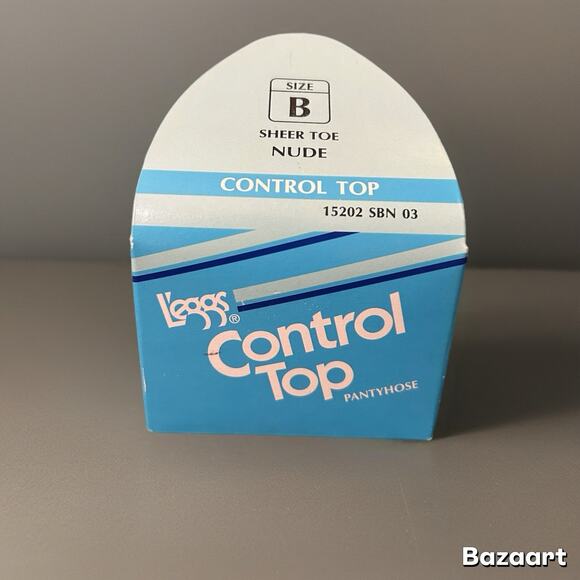 SIZE
B
SHEER TOE
NUDE
CONTROL TOP
15202 SBN 03
L'eggs®
Control
Top
PANTYHOSE
Bazaart